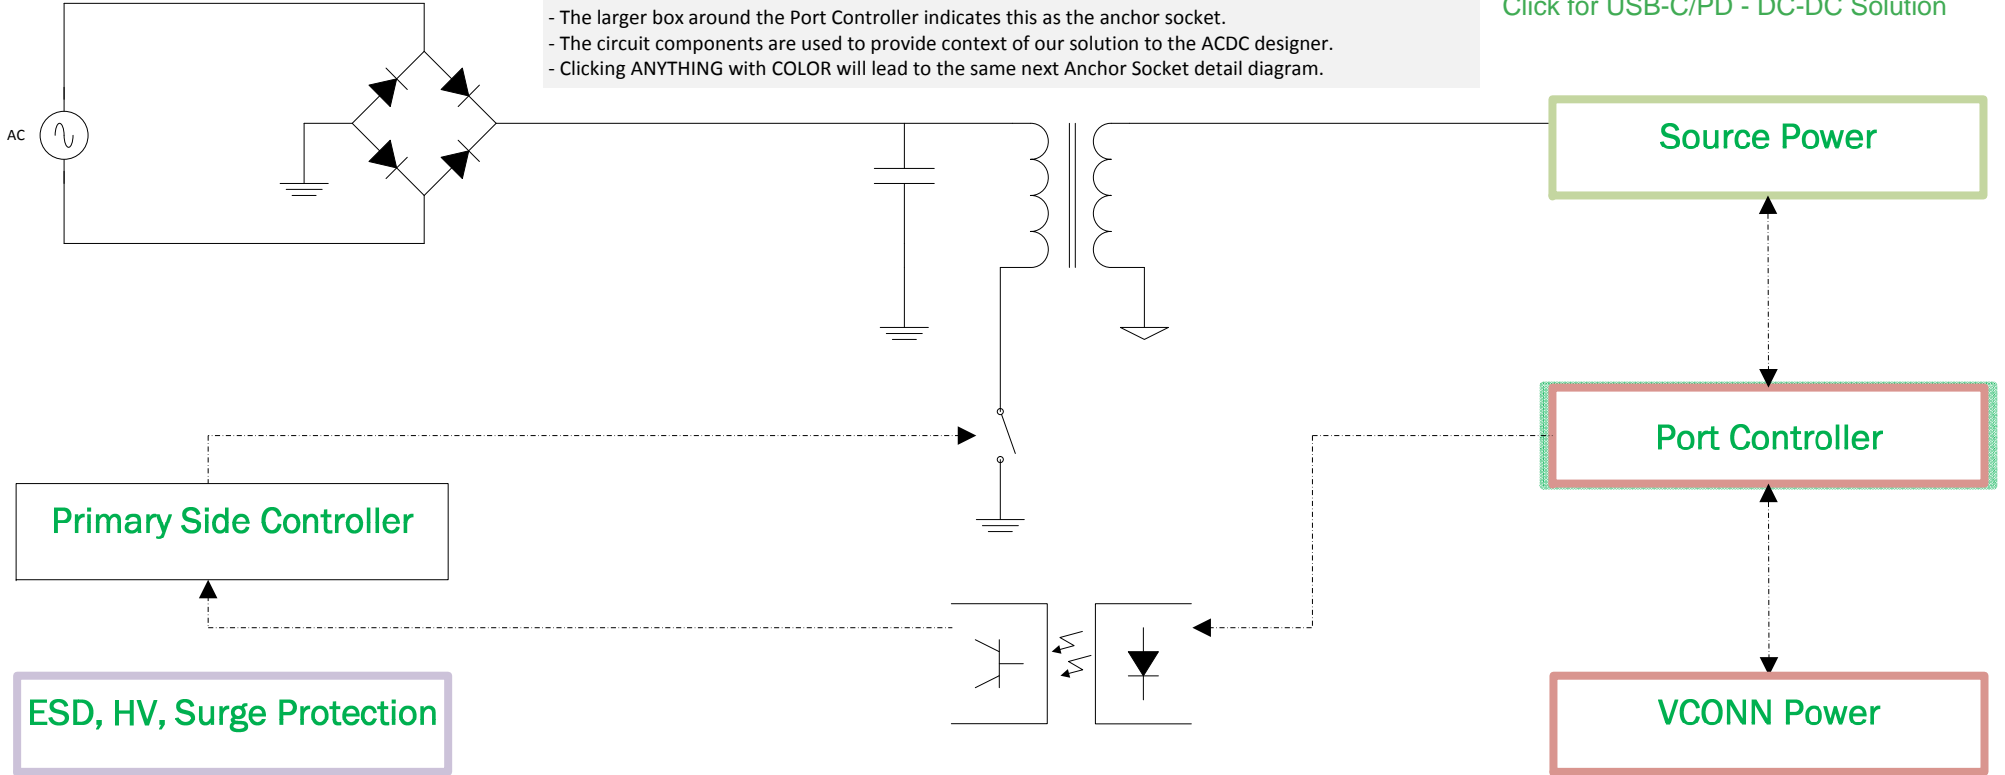 - The larger box around the Port Controller indicates this as the anchor socket.
- The circuit components are used to provide context of our solution to the ACDC designer.
- Clicking ANYTHING with COLOR will lead to the same next Anchor Socket detail diagram.
Click for USB-C/PD - DC-DC Solution
AC
Source Power
Port Controller
Primary Side Controller
ESD, HV, Surge Protection
VCONN Power